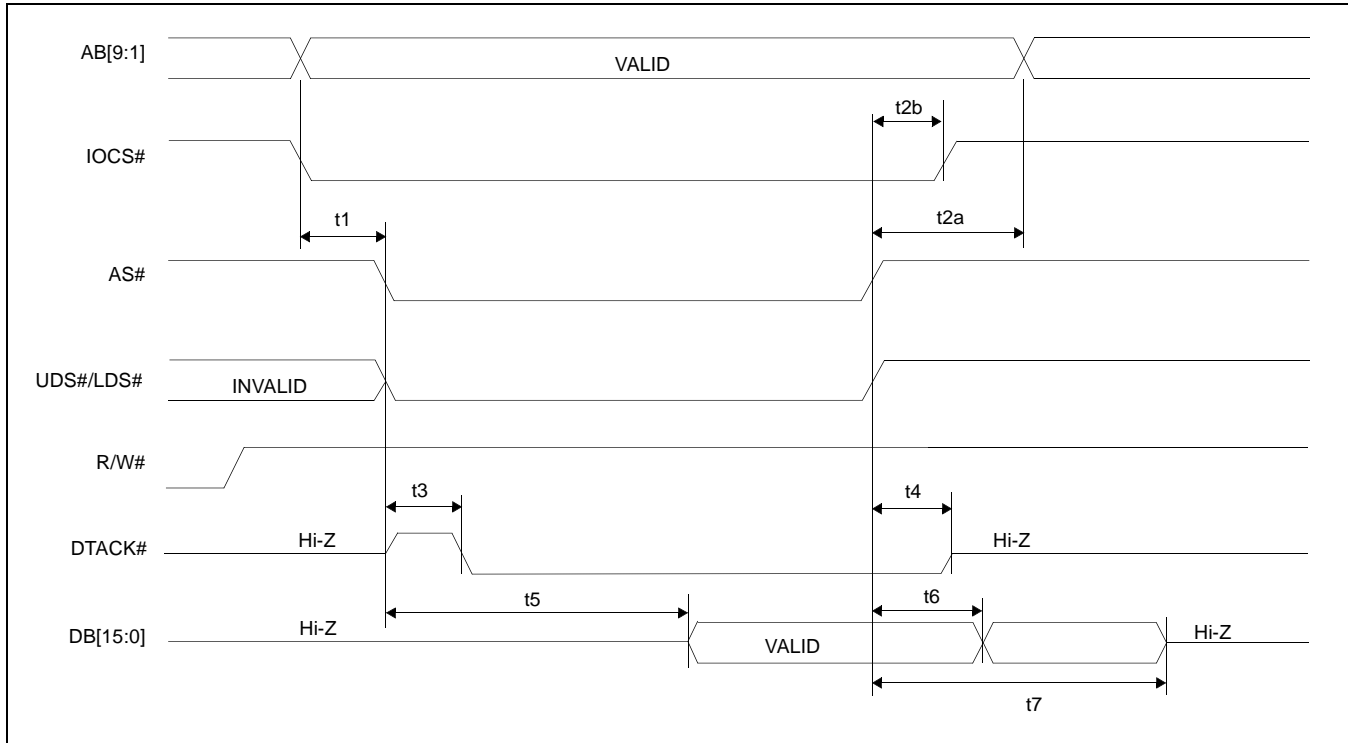 AB[9:1]
VALID
t2b
IOCS#
t1
t2a
AS#
UDS#/LDS#
INVALID
R/W#
t3
t4
DTACK#
Hi-Z
Hi-Z
t5
t6
DB[15:0]
Hi-Z
VALID
Hi-Z
t7